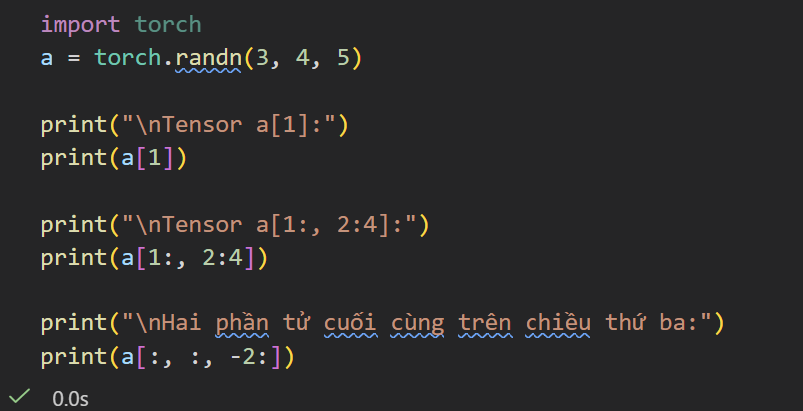 import torch
a = torch.randn(3, 4, 5)
print("\nTensor a[1]:")
print(a[1])
print("\nTensor a[1:, 2:4]:")
print(a[1:, 2:4])
print("\nHai phần tử cuối cùng trên chiều thứ ba:")
print(a[:, :, -2:])
0.0s